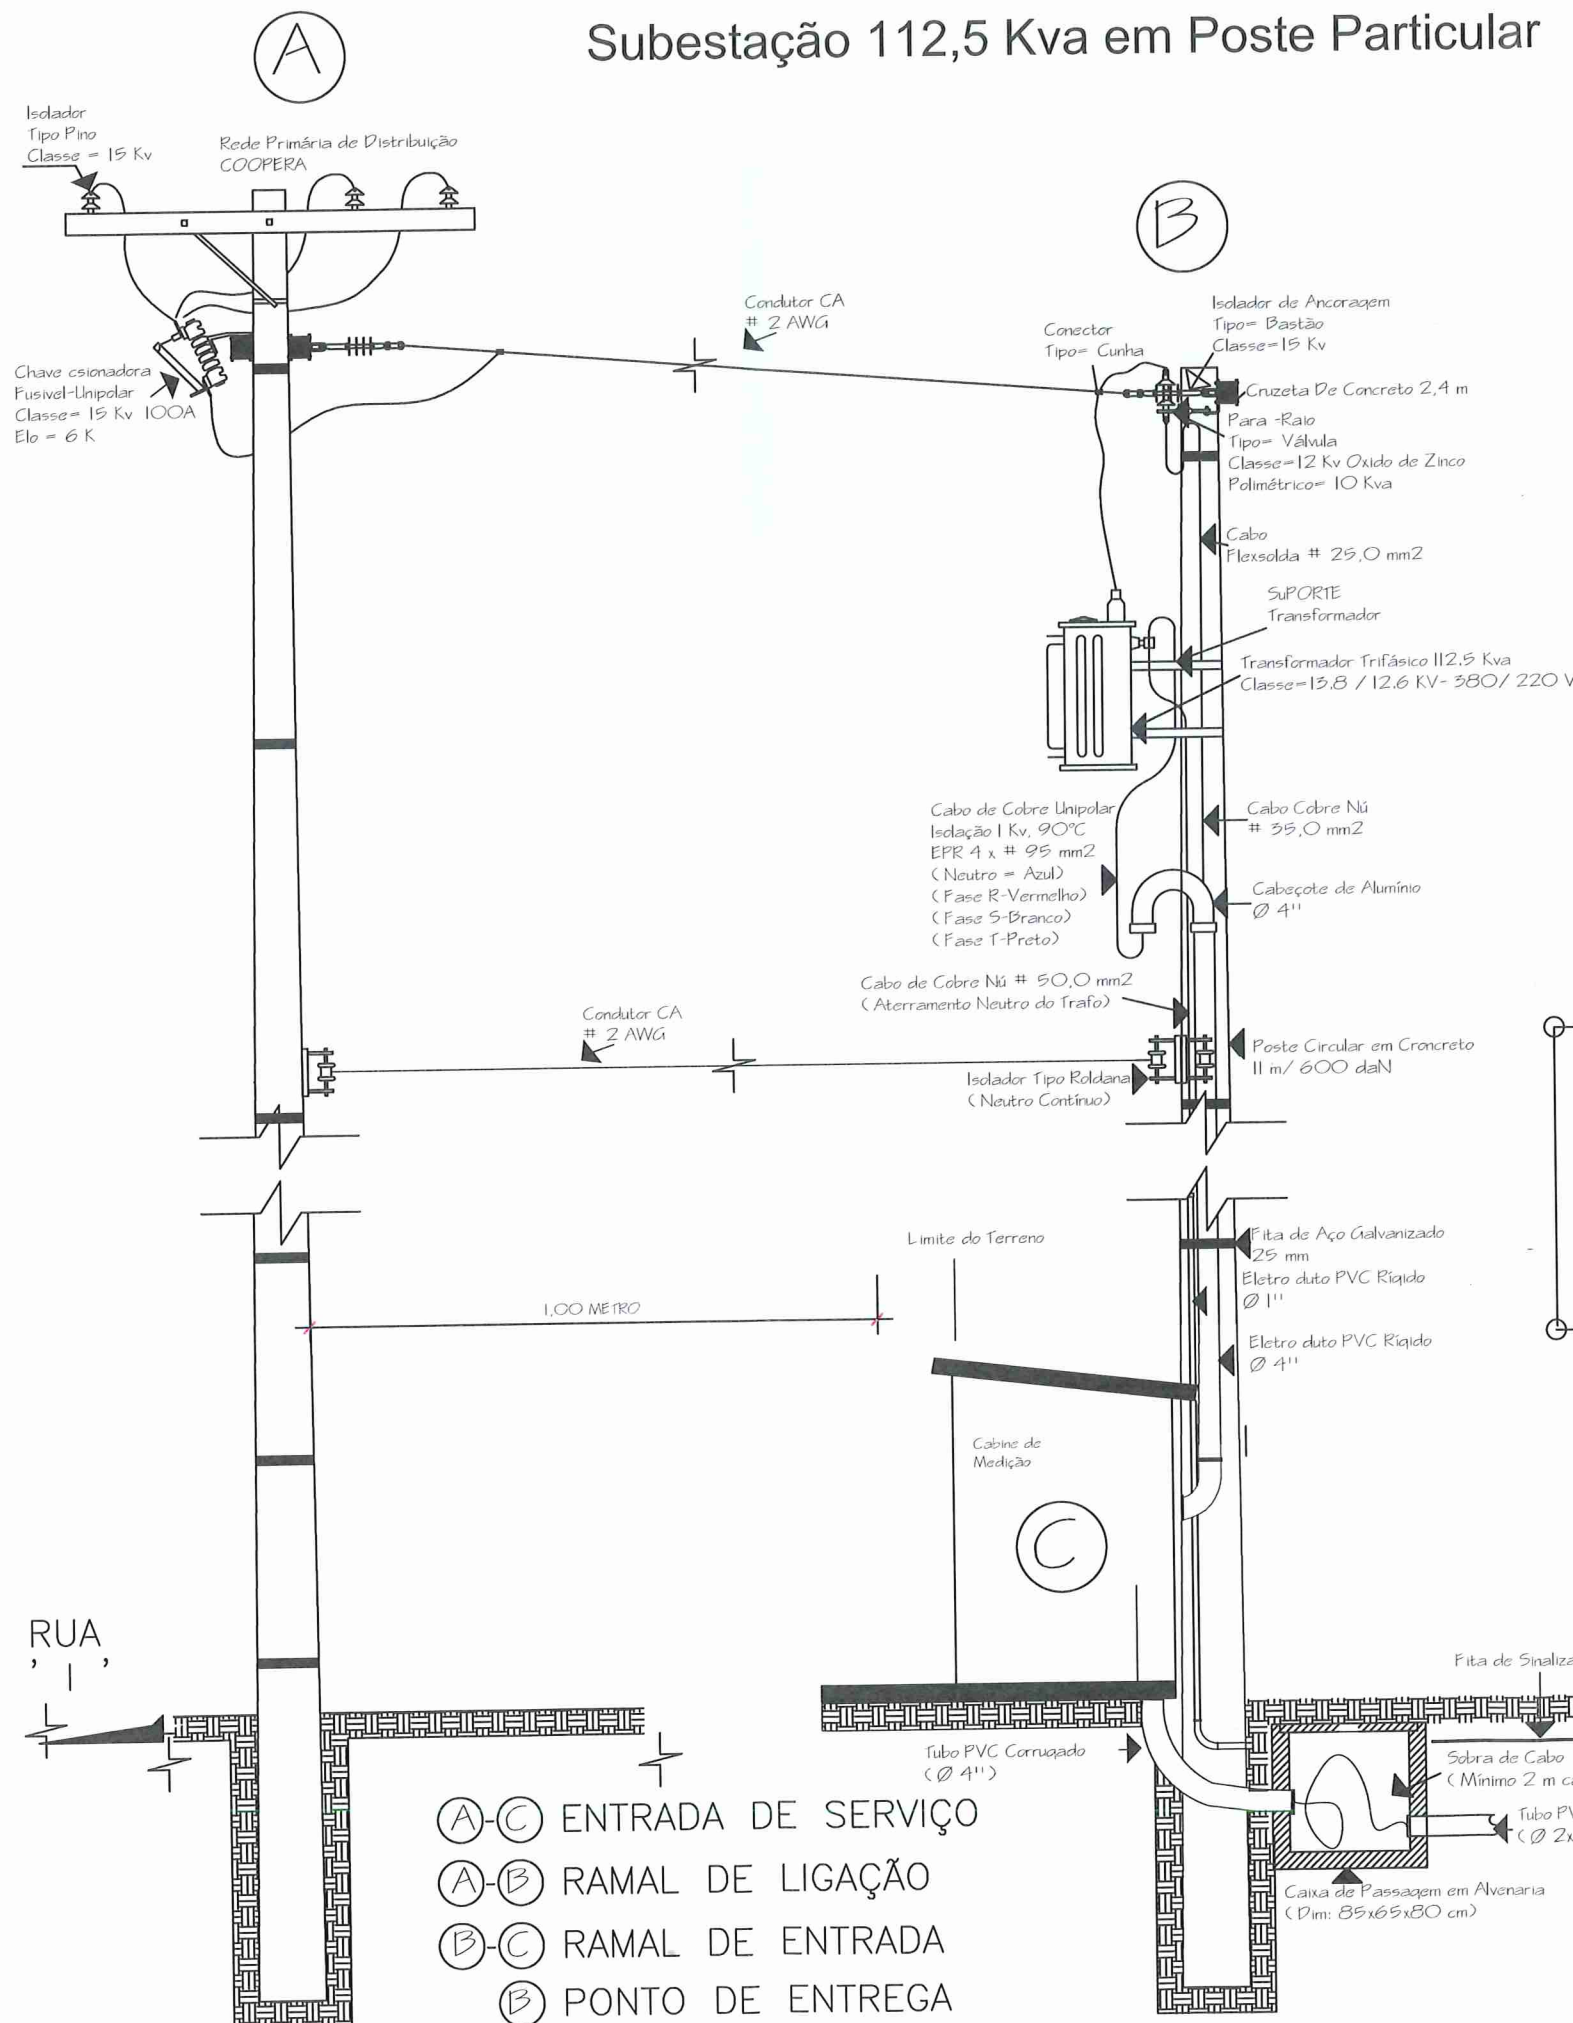 Subestação 112,5 Kva em Poste Particular
A
Isolador
Tipo Pino
Classe = 15 Kv
Rede Primária de Distribuição
COOPERA
B
Condutor CA
# 2 AWG
Isolador de Ancoragem
Tipo= Bastão
Classe=15 Kv
Conector
Tipo= Cunha
Chave csionadora
Fusivel-Unipolar
Classe= 15 Kv 100A
Elo = 6 K
Cruzeta De Concreto 2,4 m
Para -Raio
Tipo= Válvula
Classe=12 Kv Oxido de Zinco
Polimétrico= 10 Kva
Cabo
Flexsolda # 25,0 mm2
SuPORTE
Transformador
Transformador Trifásico 112,5 Kva
Classe=13,8 / 12,6 KV- 380/ 220 V
Cabo de Cobre Unipolar
Isolação 1 Kv, 90°C
EPR 4 x # 95 mm2
( Neutro = Azul)
( Fase R-Vermelho)
( Fase S-Branco)
( Fase T-Preto)
Cabo Cobre Nú
# 35,0 mm2
Cabeçote de Alumínio
Ø 4''
Cabo de Cobre Nú # 50,0 mm2
( Aterramento Neutro do Trafo)
Condutor CA
# 2 AWG
Poste Circular em Croncreto
11 m/ 600 daN
Isolador Tipo Roldana
( Neutro Contínuo)
Limite do Terreno
Fita de Aço Galvanizado
25 mm
Eletro duto PVC Rígido
Ø 1''
1,00 METRO
Eletro duto PVC Rígido
Ø 4''
Cabine de
Medição
C
RUA
Fita de Sinaliza
Tubo PVC Corrugado
( Ø 4'')
Sobra de Cabo
( Mínimo 2 m c
Tubo PV
( Ø 2x
Caixa de Passagem em Alvenaria
( Dim: 85x65x80 cm)
A-C ENTRADA DE SERVIÇO
A-B RAMAL DE LIGAÇÃO
B-C RAMAL DE ENTRADA
B PONTO DE ENTREGA